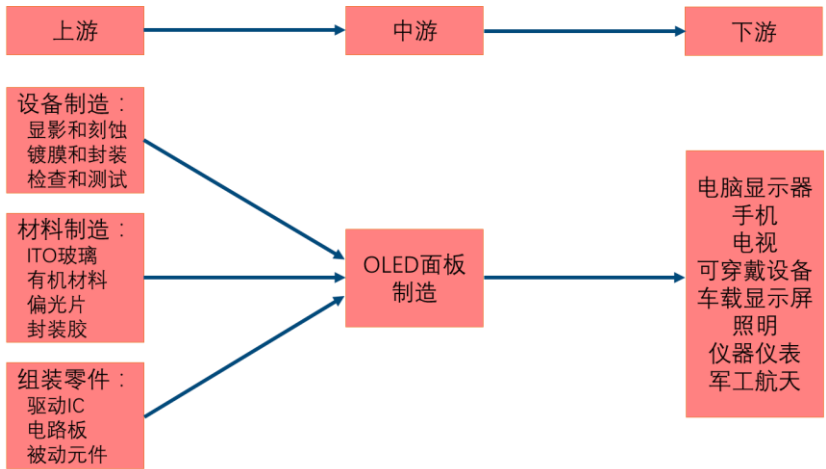 上游
中游
下游
设备制造：
显影和刻蚀
镀膜和封装
检查和测试
材料制造：
ITO玻璃
有机材料
偏光片
封装胶
组装零件：
驱动IC
电路板
被动元件
OLED面板
制造
电脑显示器
手机
电视
可穿戴设备
车载显示屏
照明
仪器仪表
军工航天